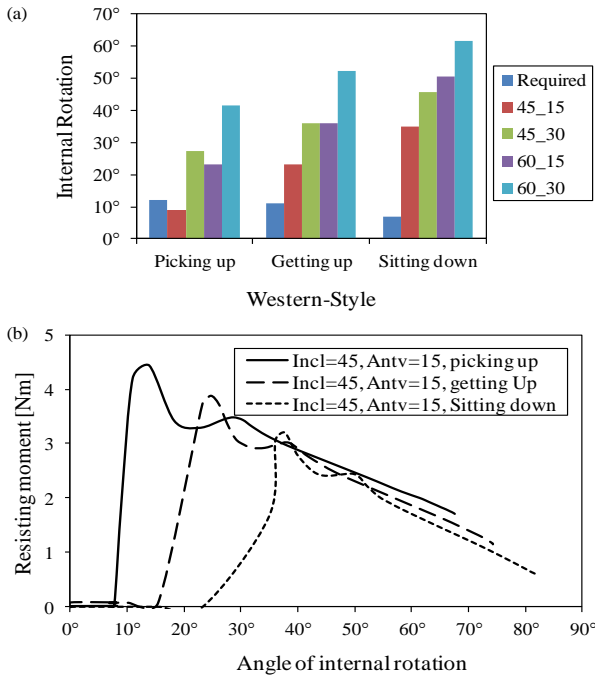 (a)
Internal Rotation
70°
60°
50°
40°
30°
20°
10°
0°
Picking up
Getting up
Sitting down
Western-Style
Required
45_15
45_30
60_15
60_30
(b)
Resisting moment [Nm]
5
4
3
2
1
0
Incl=45, Antv=15, picking up
Incl=45, Antv=15, getting Up
Incl=45, Antv=15, Sitting down
0°
10°
20°
30°
40°
50°
60°
70°
80°
90°
Angle of internal rotation